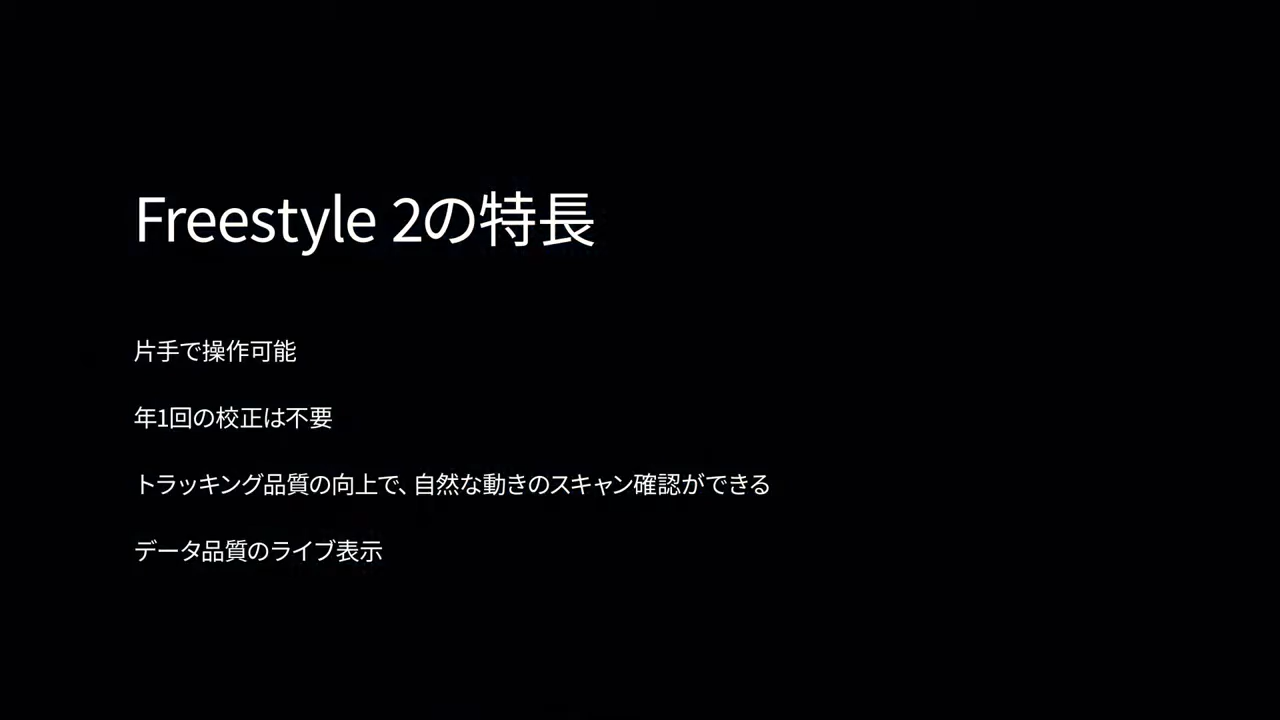 Freestyle 2の特長
片手で操作可能
年1回の校正は不要
トラッキング品質の向上で、自然な動きのスキャン確認ができる
データ品質のライブ表示